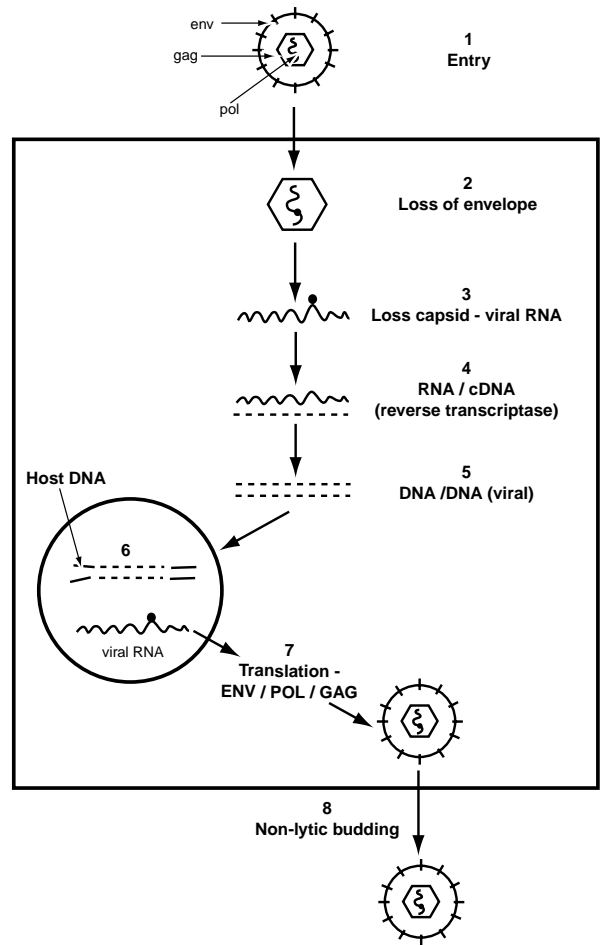 env
gag
pol
1
Entry
2
Loss of envelope
3
Loss capsid - viral RNA
4
RNA / cDNA
(reverse transcriptase)
5
DNA /DNA (viral)
Host DNA
6
viral RNA
7
Translation -
ENV / POL / GAG
8
Non-lytic budding